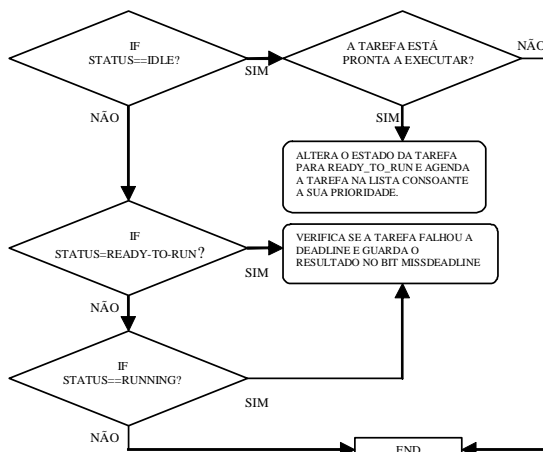 IF
STATUS==IDLE?
SIM
A TAREFA ESTÁ
PRONTA A EXECUTAR?
NÃO
NÃO
SIM
ALTERA O ESTADO DA TAREFA
PARA READY_TO_RUN E AGENDA
A TAREFA NA LISTA CONSOANTE
A SUA PRIORIDADE.
IF
STATUS=READY-TO-RUN?
SIM
VERIFICA SE A TAREFA FALHOU A
DEADLINE E GUARDA O
RESULTADO NO BIT MISSDEADLINE
NÃO
IF
STATUS==RUNNING?
SIM
NÃO
END